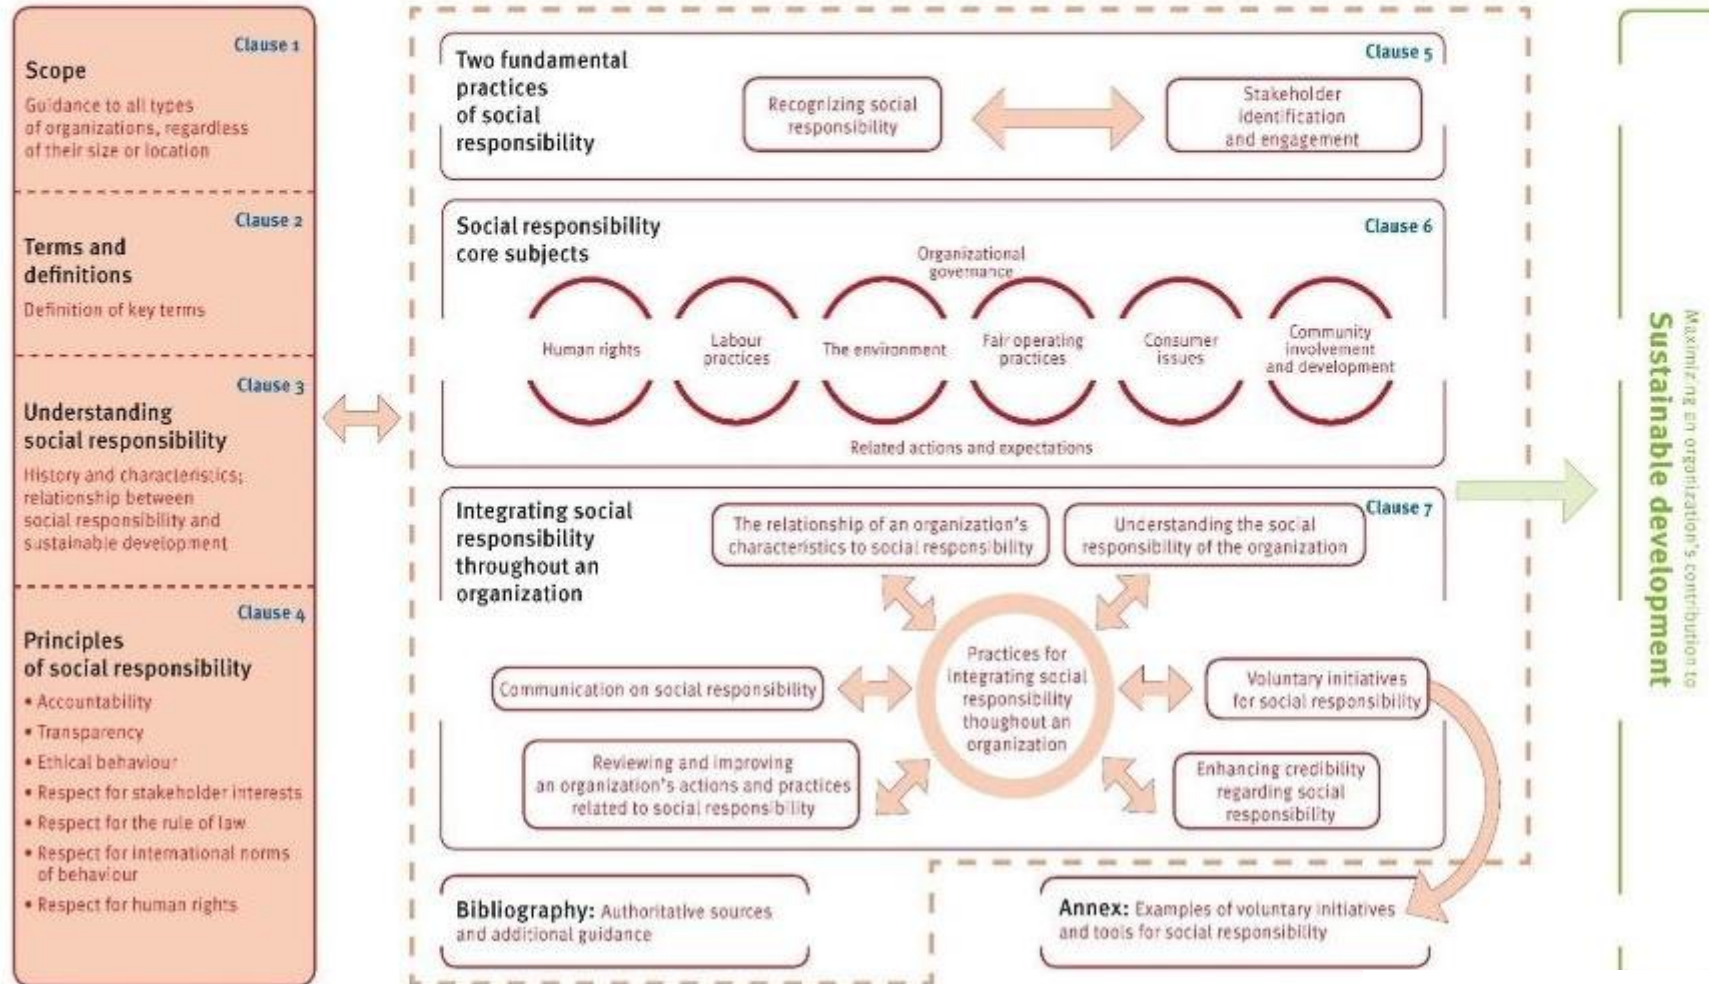 Clause 1
Scope
Guidance to all types
of organizations, regardless
of their size or location
Clause 2
Terms and
definitions
Definition of key terms
Clause 3
Understanding
social responsibility
History and characteristics;
relationship between
social responsibility and
sustainable development
Clause 4
Principles
of social responsibility
• Accountability
• Transparency
• Ethical behaviour
• Respect for stakeholder interests
• Respect for the rule of law
• Respect for international norms
of behaviour
• Respect for human rights
Two fundamental
practices
of social
responsibility
Clause 5
Recognizing social
responsibility
Stakeholder
identification
and engagement
Social responsibility
core subjects
Clause 6
Organizational
governance
Human rights
Labour
practices
The environment
Fair operating
practices
Consumer
issues
Community
involvement
and development
Related actions and expectations
Integrating social
responsibility
throughout an
organization
Clause 7
The relationship of an organization's
characteristics to social responsibility
Understanding the social
responsibility of the organization
Practices for
integrating social
responsibility
thoughout an
organization
Communication on social responsibility
Voluntary initiatives
for social responsibility
Reviewing and improving
an organization's actions and practices
related to social responsibility
Enhancing credibility
regarding social
responsibility
Bibliography: Authoritative sources
and additional guidance
Annex: Examples of voluntary initiatives
and tools for social responsibility
Maximizing an organization's contribution to
Sustainable development